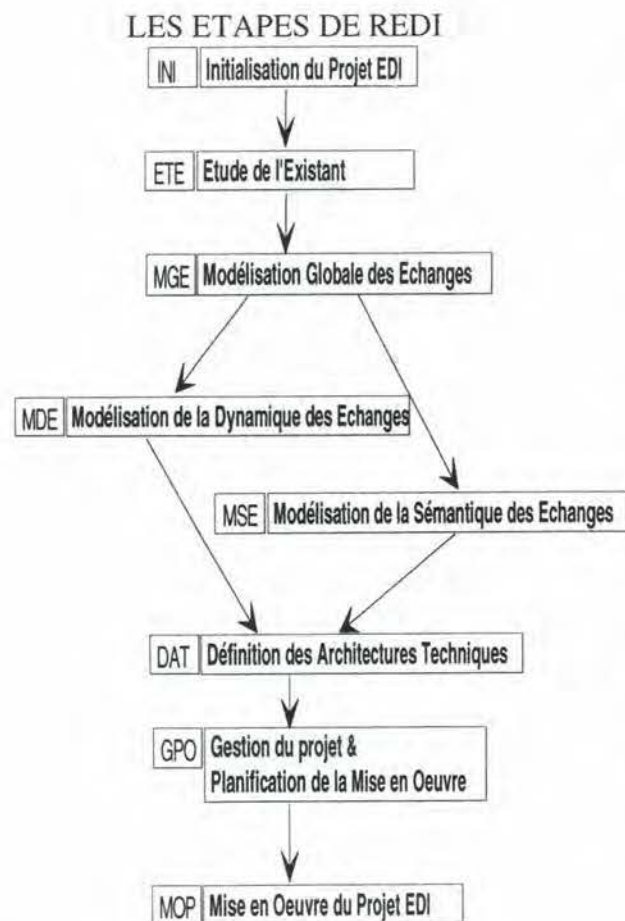 LES ETAPES DE REDI
INI Initialisation du Projet EDI
ETE Etude de l'Existant
MGE Modélisation Globale des Echanges
MDE Modélisation de la Dynamique des Echanges
MSE Modélisation de la Sémantique des Echanges
DAT Définition des Architectures Techniques
GPO Gestion du projet &
Planification de la Mise en Oeuvre
MOP Mise en Oeuvre du Projet EDI